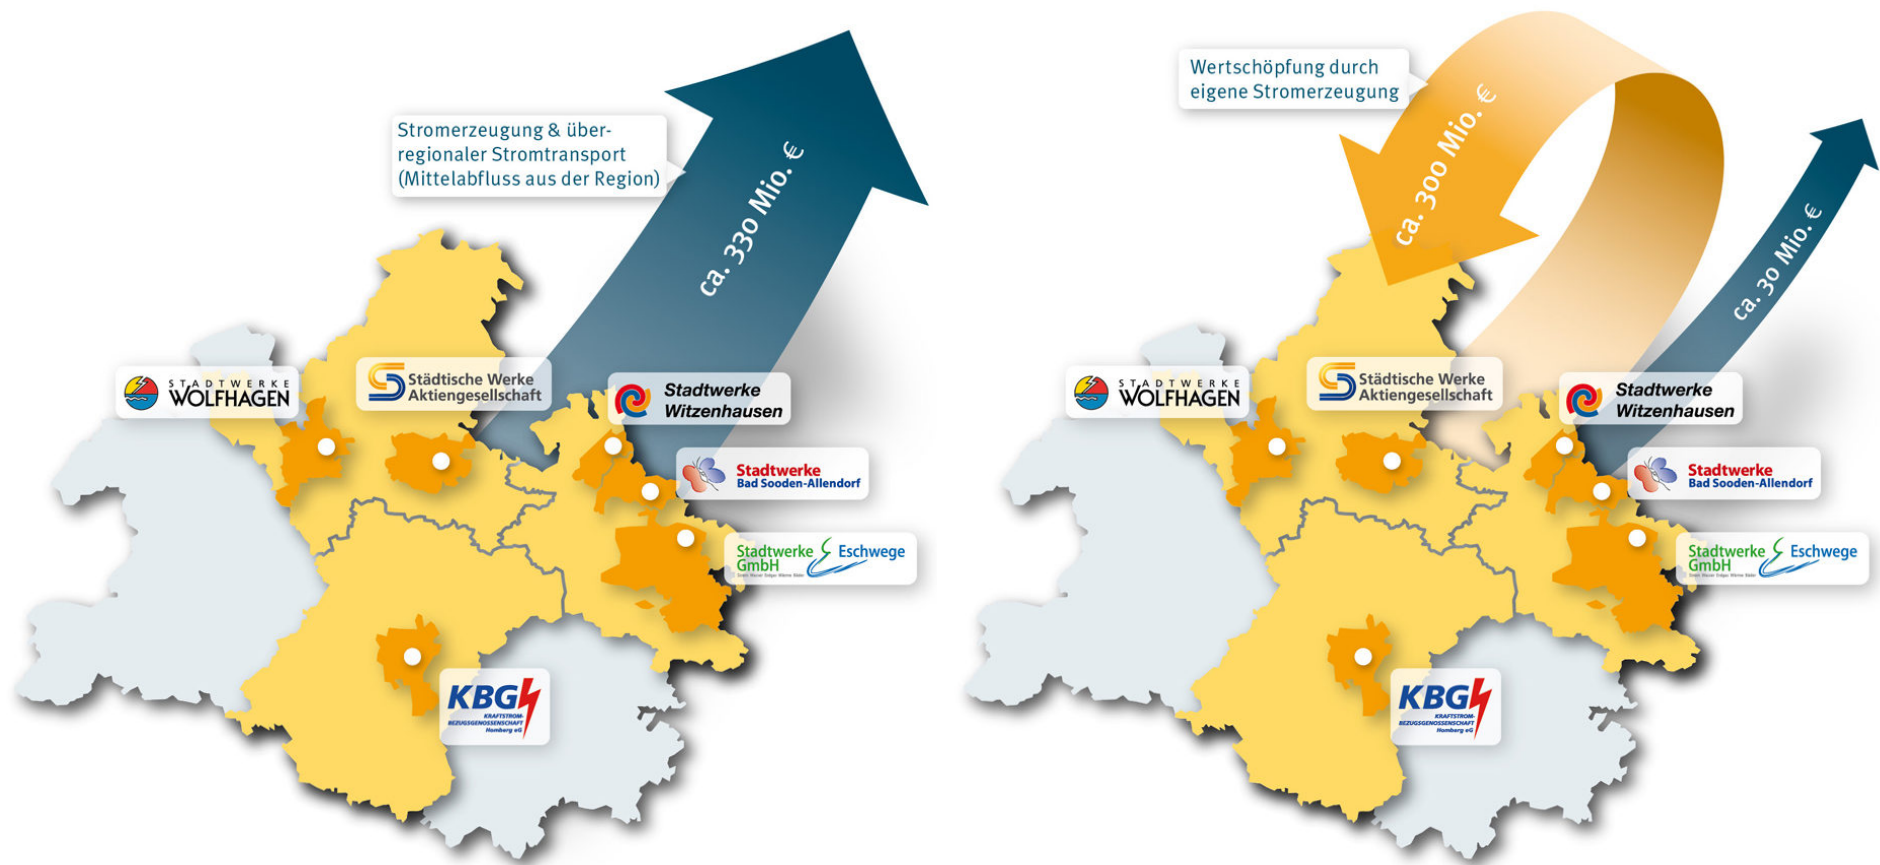 Stromerzeugung & über-
regionaler Stromtransport
(Mittelabfluss aus der Region)
ca. 330 Mio. €
STADTWERKE
WOLFHAGEN
Städtische Werke
Aktiengesellschaft
Stadtwerke
Witzenhausen
Stadtwerke
Bad Sooden-Allendorf
Stadtwerke Eschwege
GmbH
KBG
KRAFTSTROM-
BEZUGSGENOSSENSCHAFT
Homberg eG
Wertschöpfung durch
eigene Stromerzeugung
ca. 300 Mio. €
ca. 30 Mio. €
STADTWERKE
WOLFHAGEN
Städtische Werke
Aktiengesellschaft
Stadtwerke
Witzenhausen
Stadtwerke
Bad Sooden-Allendorf
Stadtwerke Eschwege
GmbH
KBG
KRAFTSTROM-
BEZUGSGENOSSENSCHAFT
Homberg eG